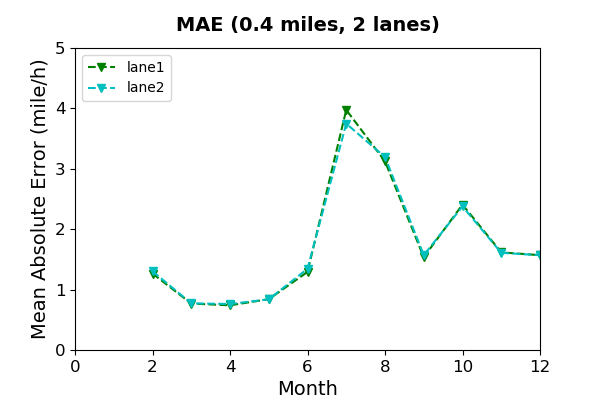 MAE (0.4 miles, 2 lanes)
Mean Absolute Error (mile/h)
5
4
3
2
1
0
lane1
lane2
0 2 4 6 8 10 12
Month